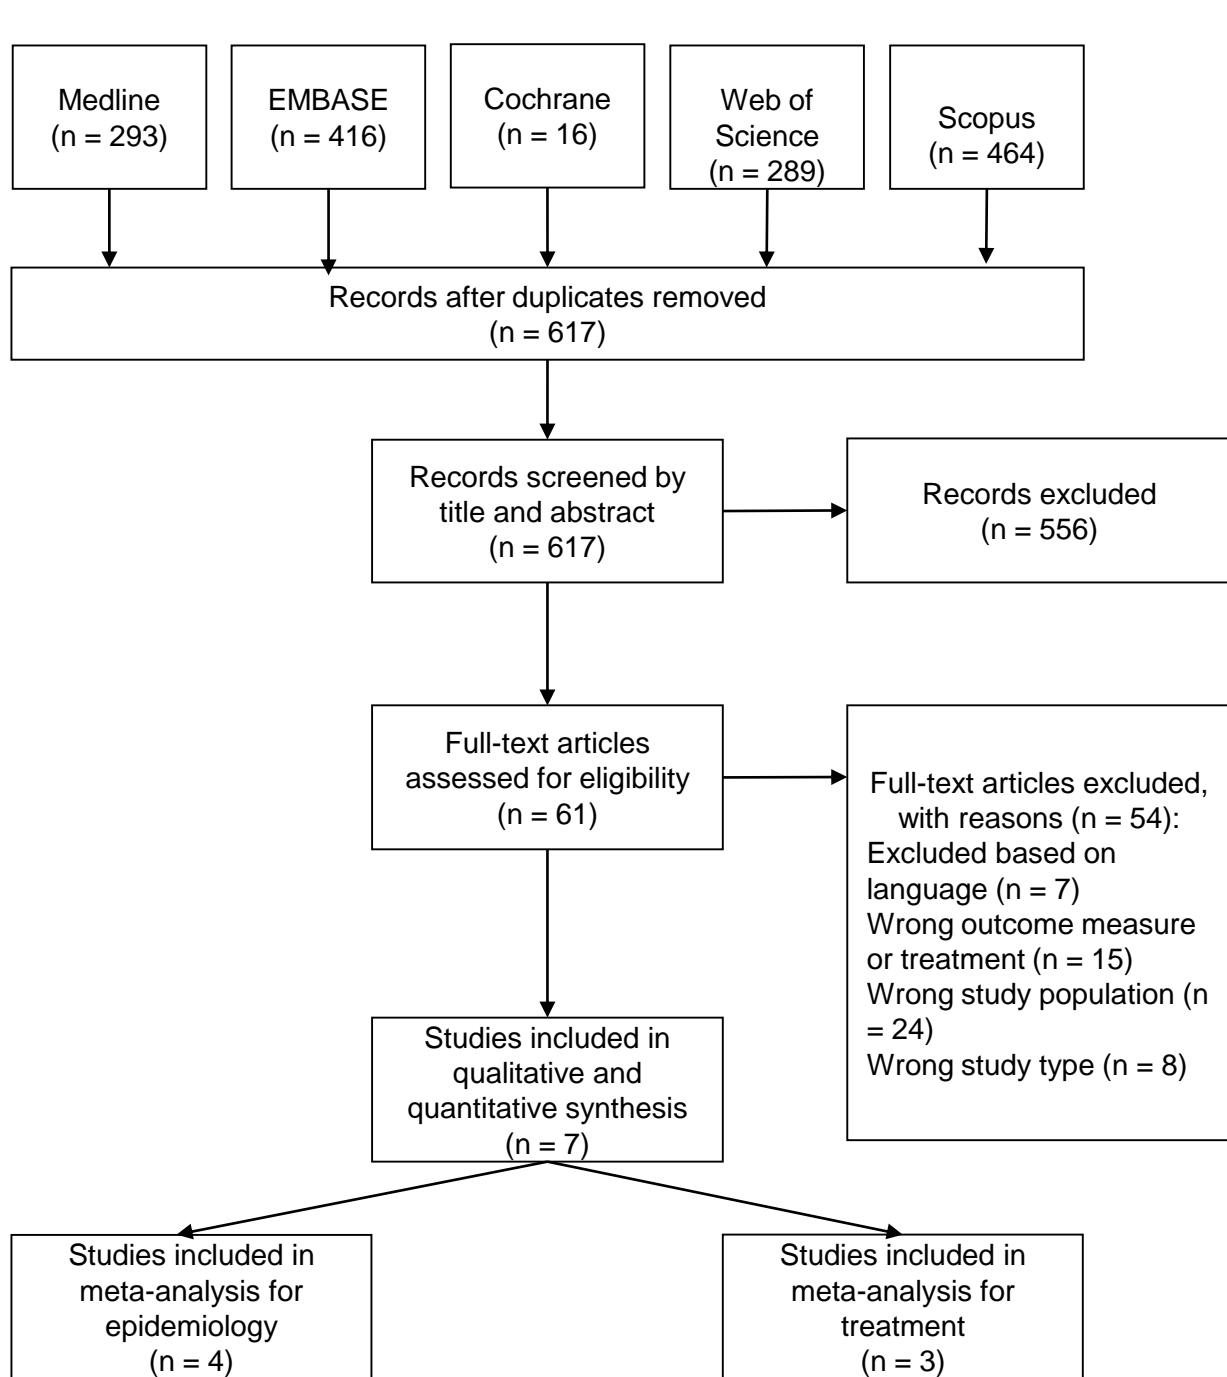 Medline
(n = 293)
EMBASE
(n = 416)
Cochrane
(n = 16)
Web of
Science
(n = 289)
Scopus
(n = 464)
Records after duplicates removed
(n = 617)
Records screened by
title and abstract
(n = 617)
Records excluded
(n = 556)
Full-text articles
assessed for eligibility
(n = 61)
Full-text articles excluded,
with reasons (n = 54):
Excluded based on
language (n = 7)
Wrong outcome measure
or treatment (n = 15)
Wrong study population (n
= 24)
Wrong study type (n = 8)
Studies included in
qualitative and
quantitative synthesis
(n = 7)
Studies included in
meta-analysis for
epidemiology
(n = 4)
Studies included in
meta-analysis for
treatment
(n = 3)